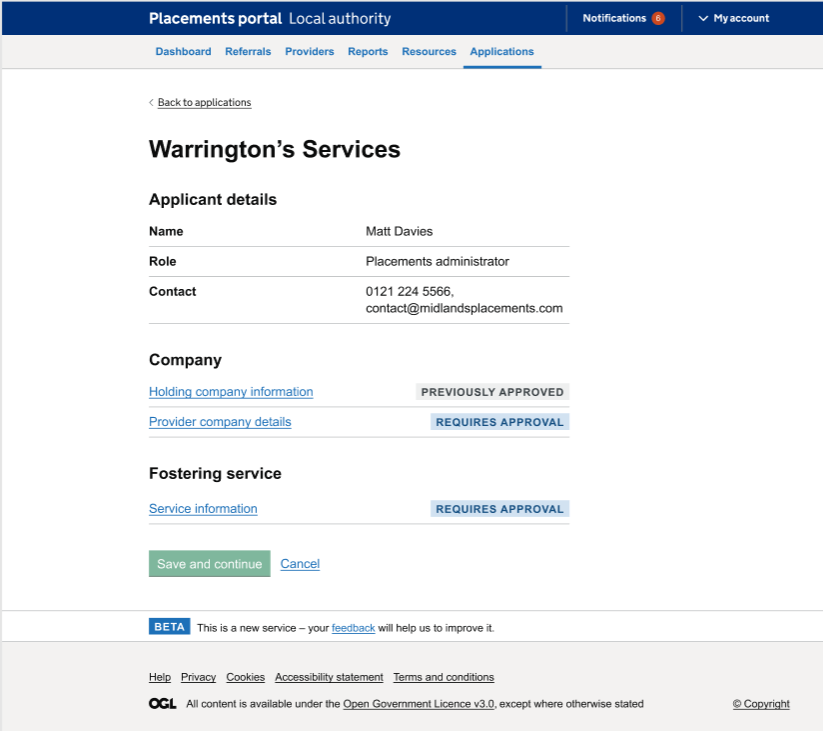 Placements portal Local authority Notifications 6 My account
Dashboard Referrals Providers Reports Resources Applications
Back to applications
Warrington’s Services
Applicant details
Name Matt Davies
Role Placements administrator
Contact 0121 224 5566,
contact@midlandsplacements.com
Company
Holding company information PREVIOUSLY APPROVED
Provider company details REQUIRES APPROVAL
Fostering service
Service information REQUIRES APPROVAL
Save and continue Cancel
BETA This is a new service – your feedback will help us to improve it.
Help Privacy Cookies Accessibility statement Terms and conditions
OGL All content is available under the Open Government Licence v3.0, except where otherwise stated © Copyright